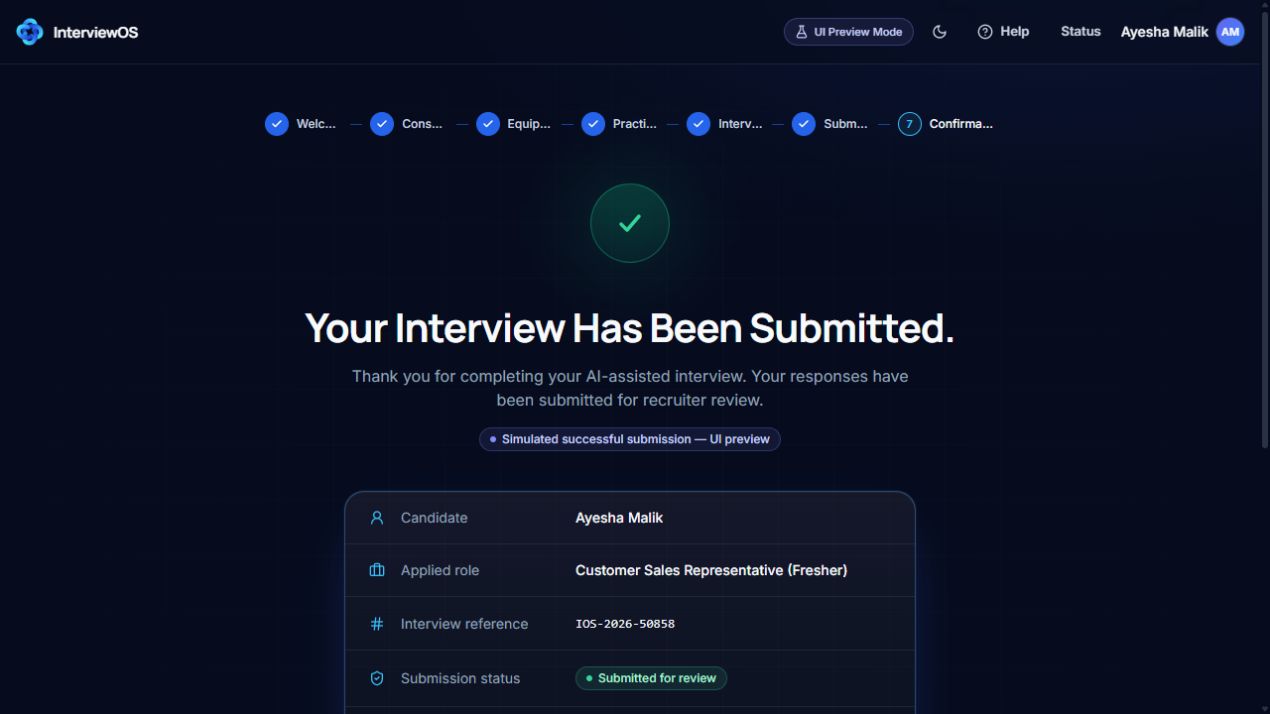 InterviewOS
UI Preview Mode
Help
Status
Ayesha Malik
AM
Welc...
Cons...
Equip...
Practi...
Interv...
Subm...
7
Confirma...
Your Interview Has Been Submitted.
Thank you for completing your AI-assisted interview. Your responses have
been submitted for recruiter review.
Simulated successful submission — UI preview
Candidate
Ayesha Malik
Applied role
Customer Sales Representative (Fresher)
Interview reference
IOS-2026-50858
Submission status
Submitted for review